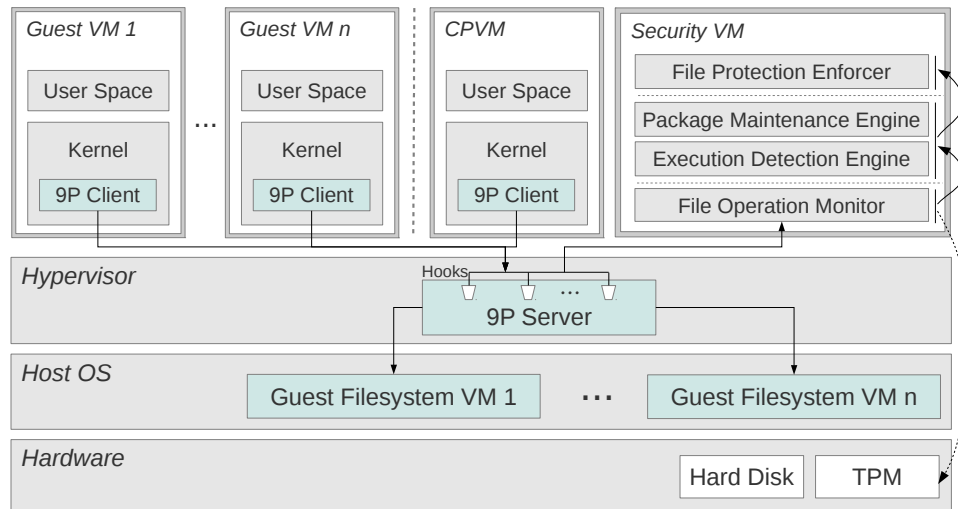 Guest VM 1
User Space
Kernel
9P Client
...
Guest VM n
User Space
Kernel
9P Client
CPVM
User Space
Kernel
9P Client
Security VM
File Protection Enforcer
Package Maintenance Engine
Execution Detection Engine
File Operation Monitor
Hypervisor
Hooks
...
9P Server
Host OS
Guest Filesystem VM 1
...
Guest Filesystem VM n
Hardware
Hard Disk
TPM